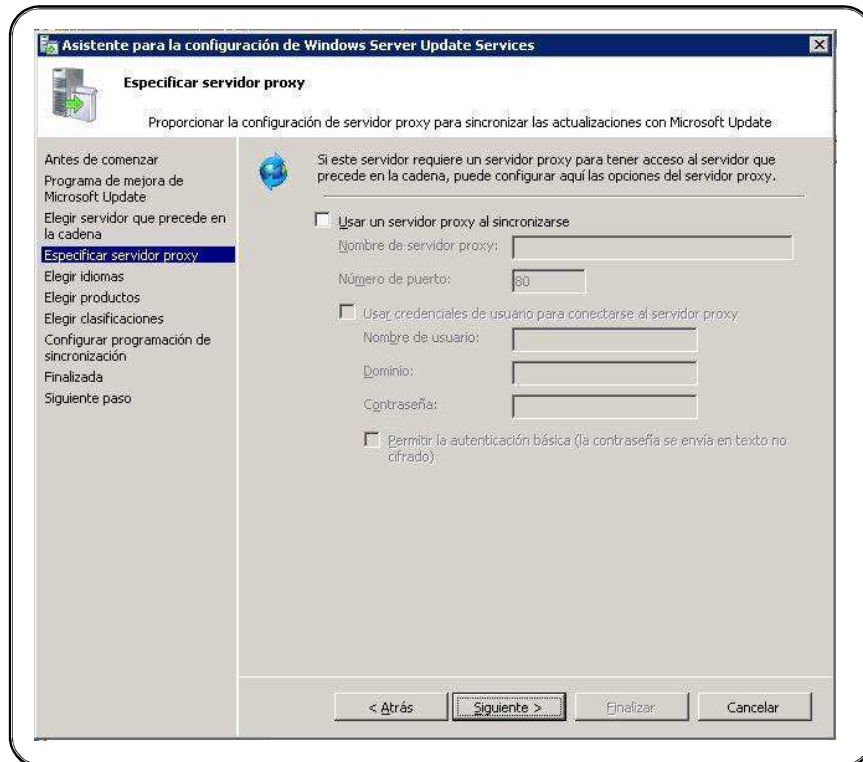 Asistente para la configuración de Windows Server Update Services
Especificar servidor proxy
Proporcionar la configuración de servidor proxy para sincronizar las actualizaciones con Microsoft Update
Antes de comenzar
Programa de mejora de
Microsoft Update
Elegir servidor que precede en
la cadena
Especificar servidor proxy
Elegir idiomas
Elegir productos
Elegir clasificaciones
Configurar programación de
sincronización
Finalizada
Siguiente paso
Si este servidor requiere un servidor proxy para tener acceso al servidor que
precede en la cadena, puede configurar aquí las opciones del servidor proxy.
Usar un servidor proxy al sincronizarse
Nombre de servidor proxy:
Número de puerto:
80
Usar credenciales de usuario para conectarse al servidor proxy
Nombre de usuario:
Dominio:
Contraseña:
Permitir la autenticación básica (la contraseña se envía en texto no
cifrado)
< Atrás
Siguiente >
Finalizar
Cancelar